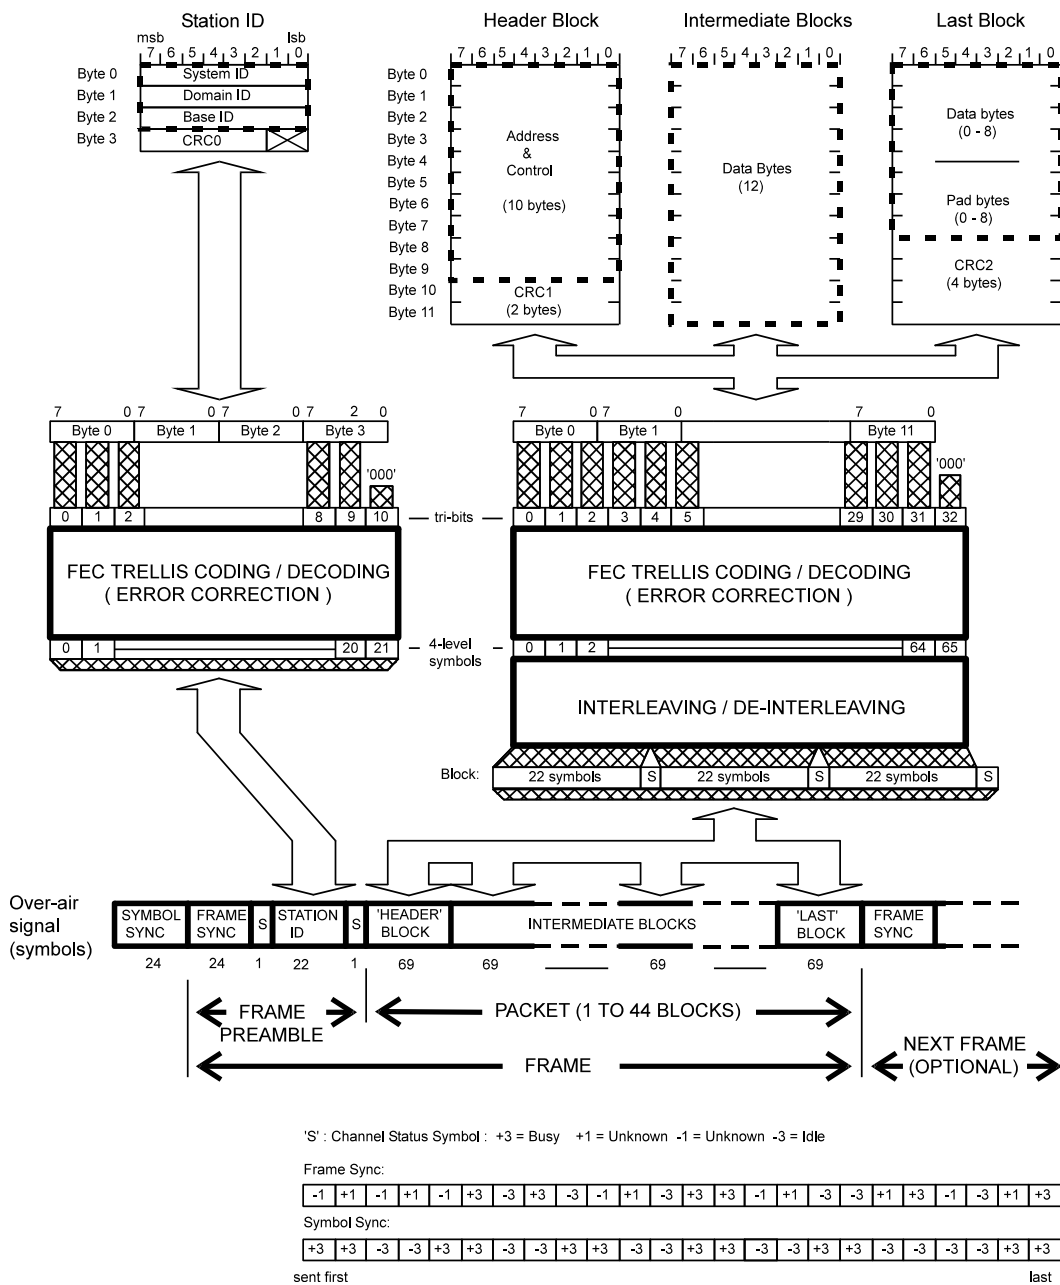 Station ID
Header Block
Intermediate Blocks
Last Block
msb lsb
7 6 5 4 3 2 1 0
7 6 5 4 3 2 1 0
7 6 5 4 3 2 1 0
7 6 5 4 3 2 1 0
Byte 0
Byte 1
Byte 2
Byte 3
System ID
Domain ID
Base ID
CRC0
Byte 0
Byte 1
Byte 2
Byte 3
Byte 4
Byte 5
Byte 6
Byte 7
Byte 8
Byte 9
Byte 10
Byte 11
Address
&
Control
(10 bytes)
CRC1
(2 bytes)
Data Bytes
(12)
Data bytes
(0 - 8)
Pad bytes
(0 - 8)
CRC2
(4 bytes)
7 0 7 0 7 0 7 2 0
Byte 0 Byte 1 Byte 2 Byte 3
'000'
0 1 2 8 9 10
tri-bits
FEC TRELLIS CODING / DECODING
( ERROR CORRECTION )
0 1 20 21
4-level
symbols
7 0 7 0 7 0
Byte 0 Byte 1 Byte 11
'000'
0 1 2 3 4 5 29 30 31 32
FEC TRELLIS CODING / DECODING
( ERROR CORRECTION )
0 1 2 64 65
INTERLEAVING / DE-INTERLEAVING
Block: 22 symbols S 22 symbols S 22 symbols S
Over-air
signal
(symbols)
SYMBOL
SYNC
FRAME
SYNC
S
STATION
ID
S
'HEADER'
BLOCK
INTERMEDIATE BLOCKS
'LAST'
BLOCK
FRAME
SYNC
24 24 1 22 1 69 69 69 69
FRAME
PREAMBLE
PACKET (1 TO 44 BLOCKS)
FRAME
NEXT FRAME
(OPTIONAL)
'S' : Channel Status Symbol : +3 = Busy +1 = Unknown -1 = Unknown -3 = Idle
Frame Sync:
-1 +1 -1 +1 -1 +3 -3 +3 -3 -1 +1 -3 +3 +3 -1 +1 -3 -3 +1 +3 -1 -3 +1 +3
Symbol Sync:
+3 +3 -3 -3 +3 +3 -3 -3 +3 +3 -3 -3 +3 +3 -3 -3 +3 +3 -3 -3 +3 +3 -3 -3
sent first last